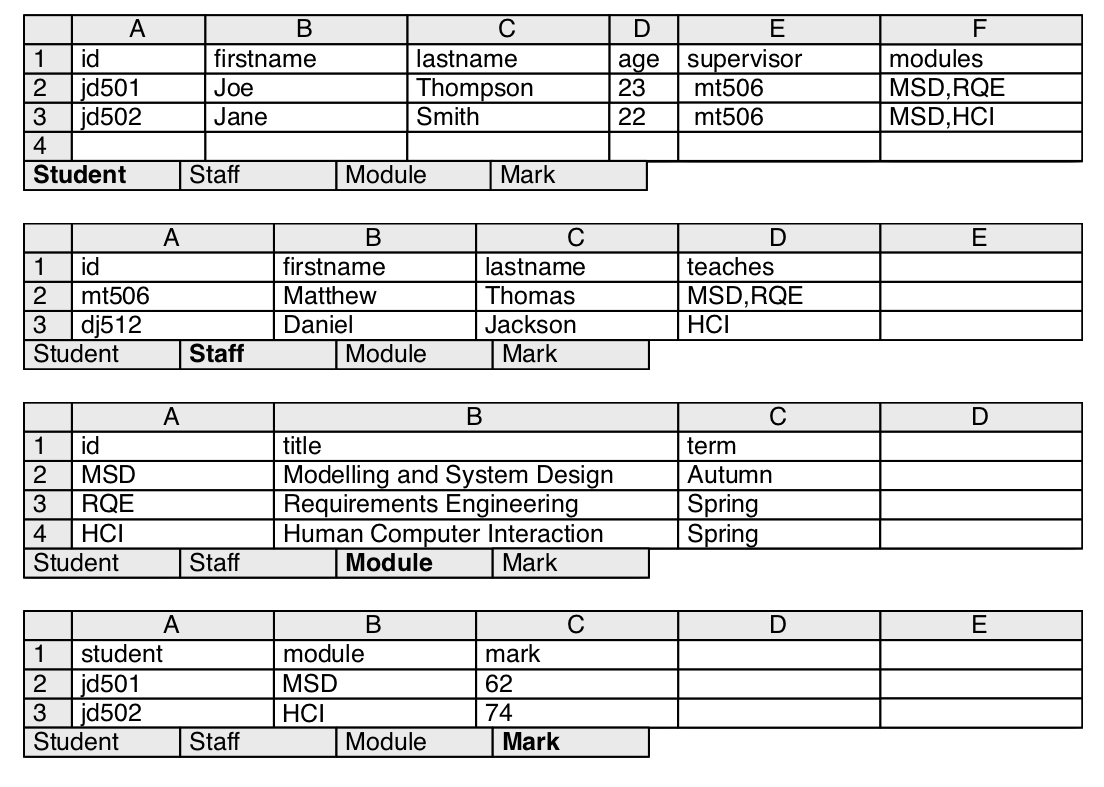 A B C D E F
1 id firstname lastname age supervisor modules
2 jd501 Joe Thompson 23 mt506 MSD,RQE
3 jd502 Jane Smith 22 mt506 MSD,HCI
4
Student Staff Module Mark
A B C D E
1 id firstname lastname teaches
2 mt506 Matthew Thomas MSD,RQE
3 dj512 Daniel Jackson HCI
Student Staff Module Mark
A B C D
1 id title term
2 MSD Modelling and System Design Autumn
3 RQE Requirements Engineering Spring
4 HCI Human Computer Interaction Spring
Student Staff Module Mark
A B C D E
1 student module mark
2 jd501 MSD 62
3 jd502 HCI 74
Student Staff Module Mark